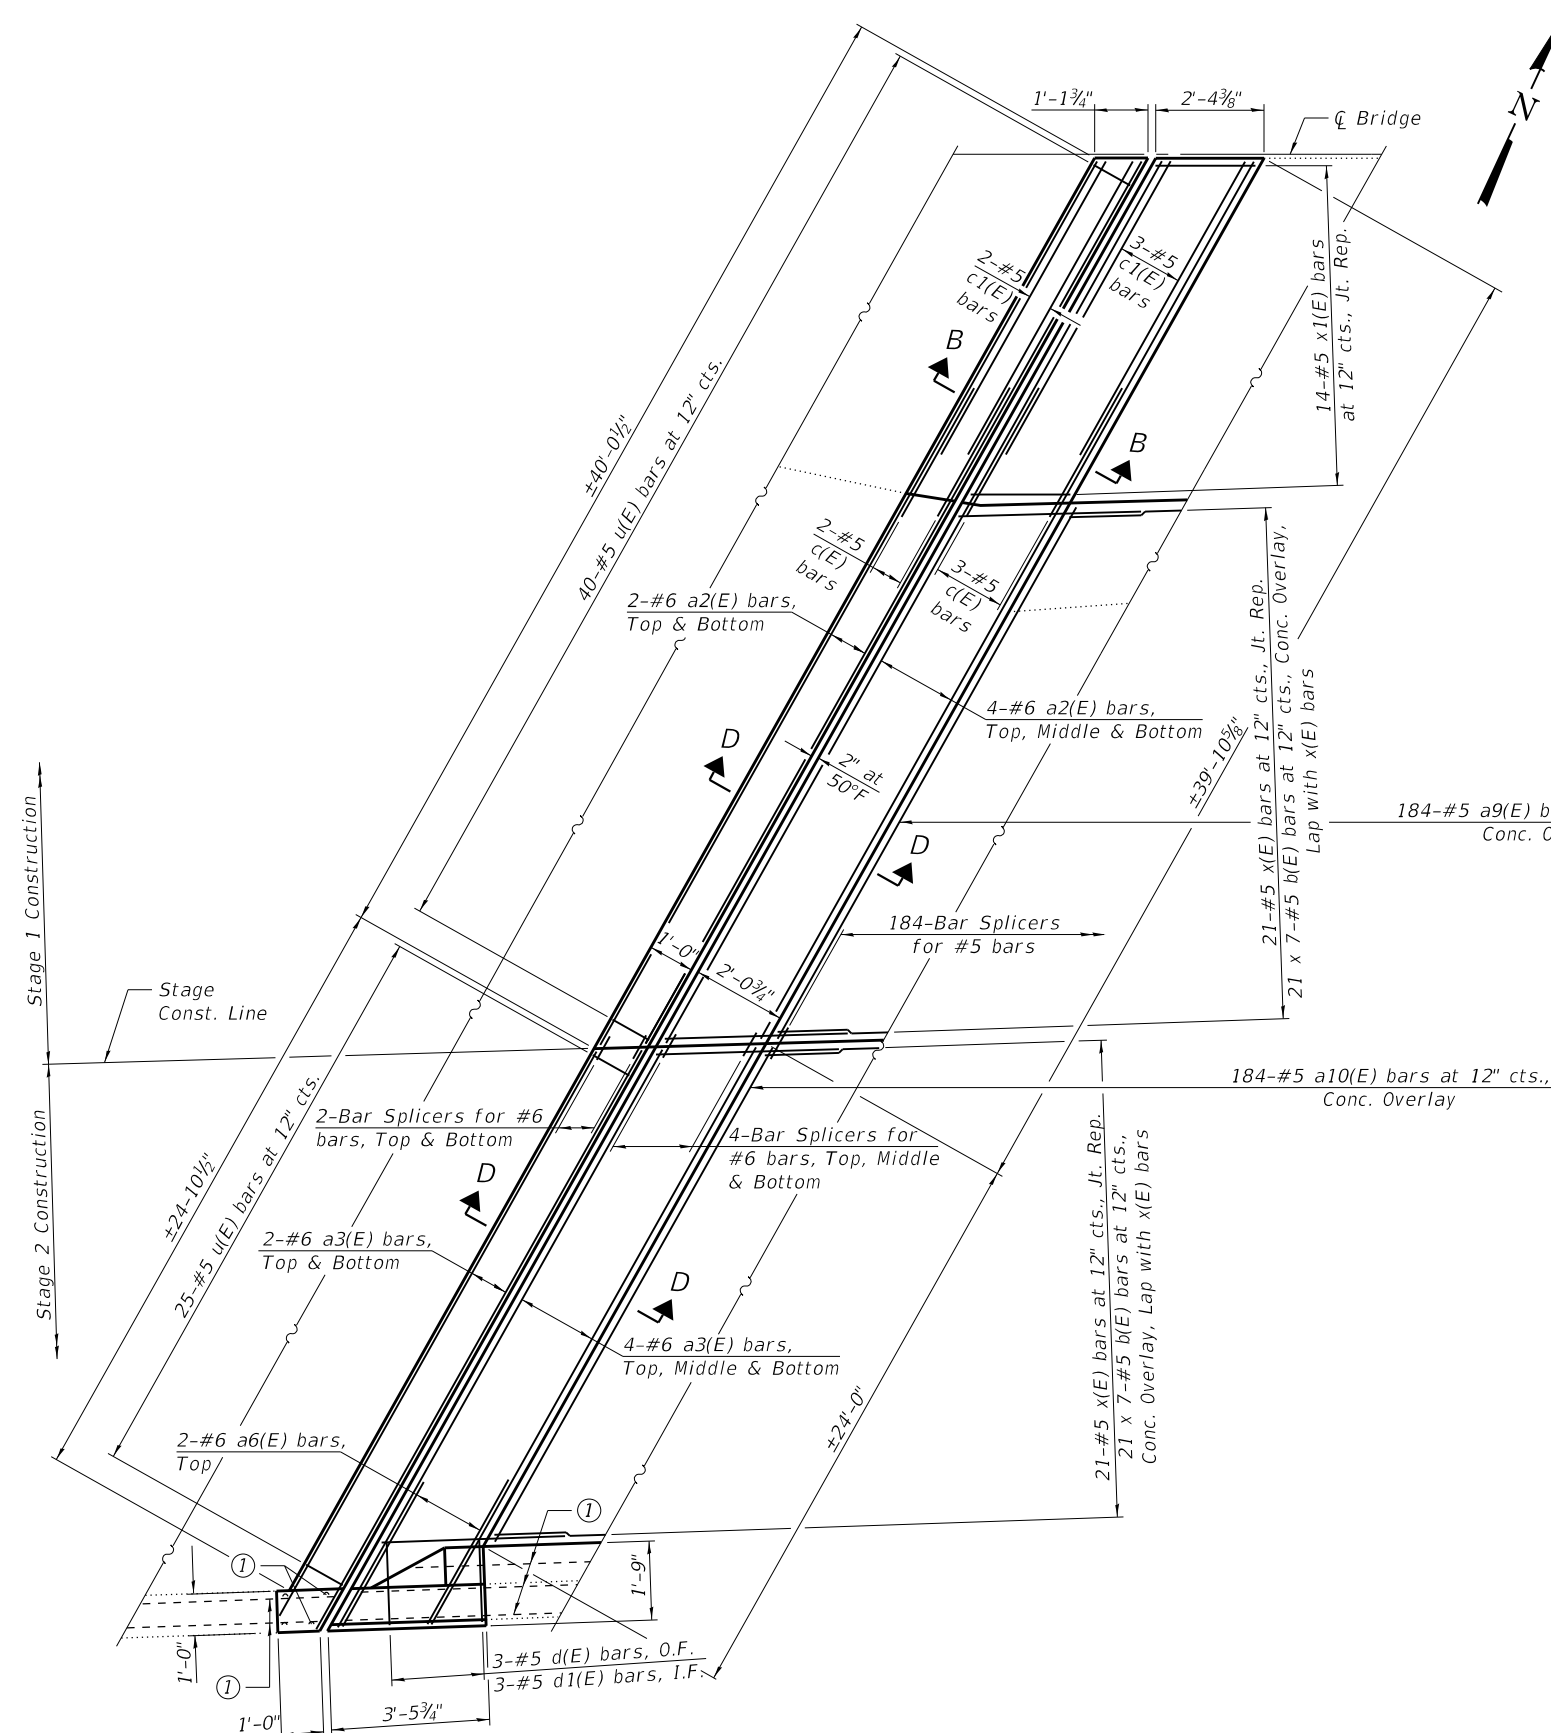 1'-1¾"
2'-4⅜"
℄ Bridge
N
2-#5
c1(E)
bars
3-#5
c1(E)
bars
14-#5 x1(E) bars
at 12" cts., Jt. Rep.
B
B
±40'-0½"
40-#5 u(E) bars at 12" cts.
2-#5
c(E)
bars
3-#5
c(E)
bars
2-#6 a2(E) bars,
Top & Bottom
4-#6 a2(E) bars,
Top, Middle & Bottom
21-#5 x(E) bars at 12" cts., Jt. Rep.
21 x 7-#5 b(E) bars at 12" cts., Conc. Overlay,
Lap with x(E) bars
D
2" at
50°F
±39'-10⅝"
184-#5 a9(E) b
Conc. O
D
184-Bar Splicers
for #5 bars
Stage 1 Construction
1'-0"
2'-0¾"
Stage
Const. Line
184-#5 a10(E) bars at 12" cts.,
Conc. Overlay
2-Bar Splicers for #6
bars, Top & Bottom
4-Bar Splicers for
#6 bars, Top, Middle
& Bottom
Stage 2 Construction
±24-10½"
25-#5 u(E) bars at 12" cts.
D
2-#6 a3(E) bars,
Top & Bottom
D
4-#6 a3(E) bars,
Top, Middle & Bottom
21-#5 x(E) bars at 12" cts., Jt. Rep.
21 x 7-#5 b(E) bars at 12" cts.,
Conc. Overlay, Lap with x(E) bars
±24'-0"
2-#6 a6(E) bars,
Top
1
1
1'-9"
1'-0"
1
3-#5 d(E) bars, O.F.
3-#5 d1(E) bars, I.F.
1'-0"
3'-5¾"